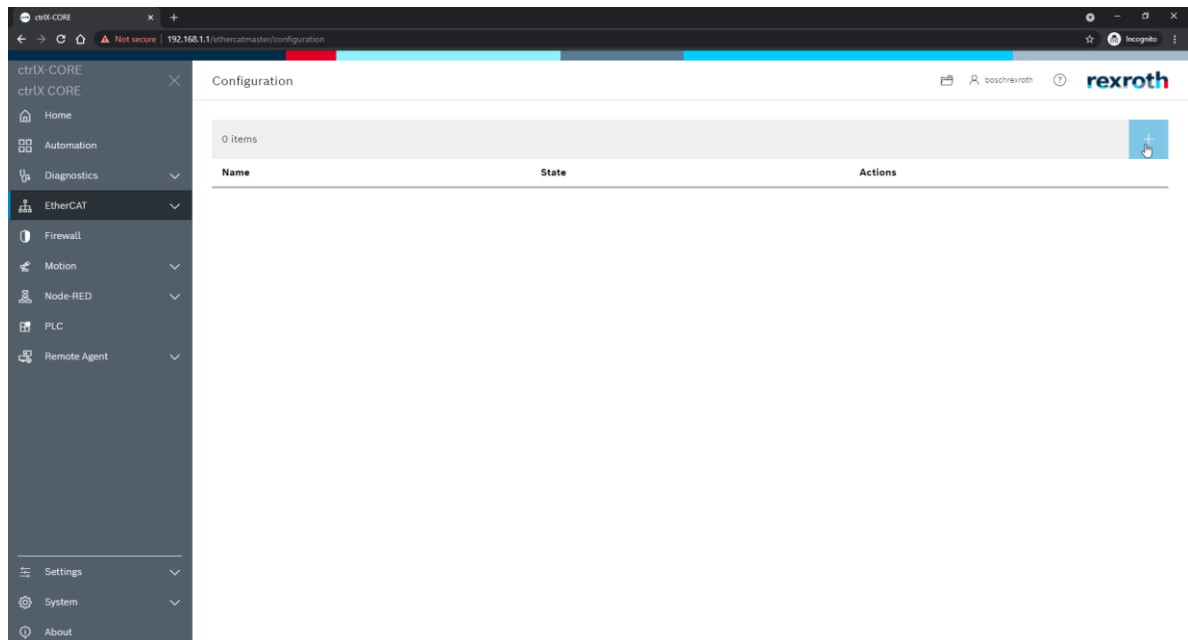 ctrlX-CORE
Not secure
192.168.1.1/ethercatmaster/configuration
Incognito
ctrlX-CORE
ctrlX CORE
Configuration
boschrexroth
rexroth
Home
Automation
Diagnostics
EtherCAT
Firewall
Motion
Node-RED
PLC
Remote Agent
Settings
System
About
0 items
Name State Actions